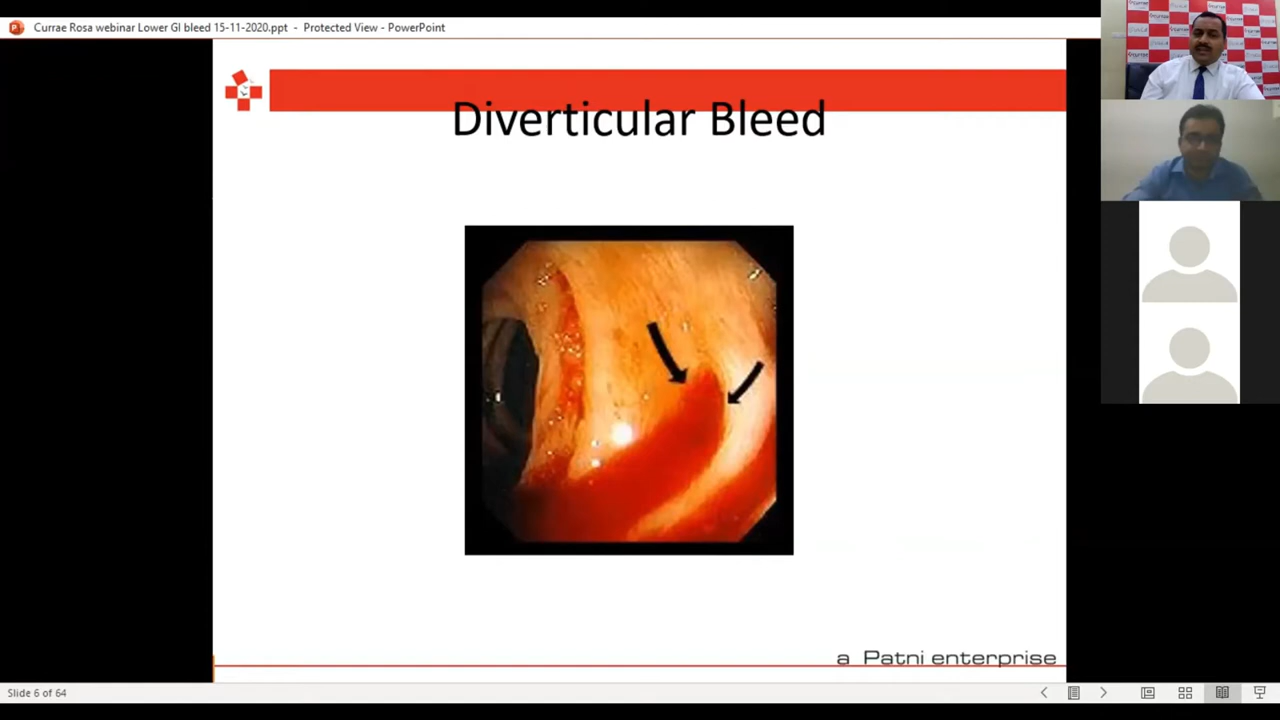 Currae Rosa webinar Lower GI bleed 15-11-2020.ppt - Protected View - PowerPoint
Diverticular Bleed
a Patni enterprise
Slide 6 of 64